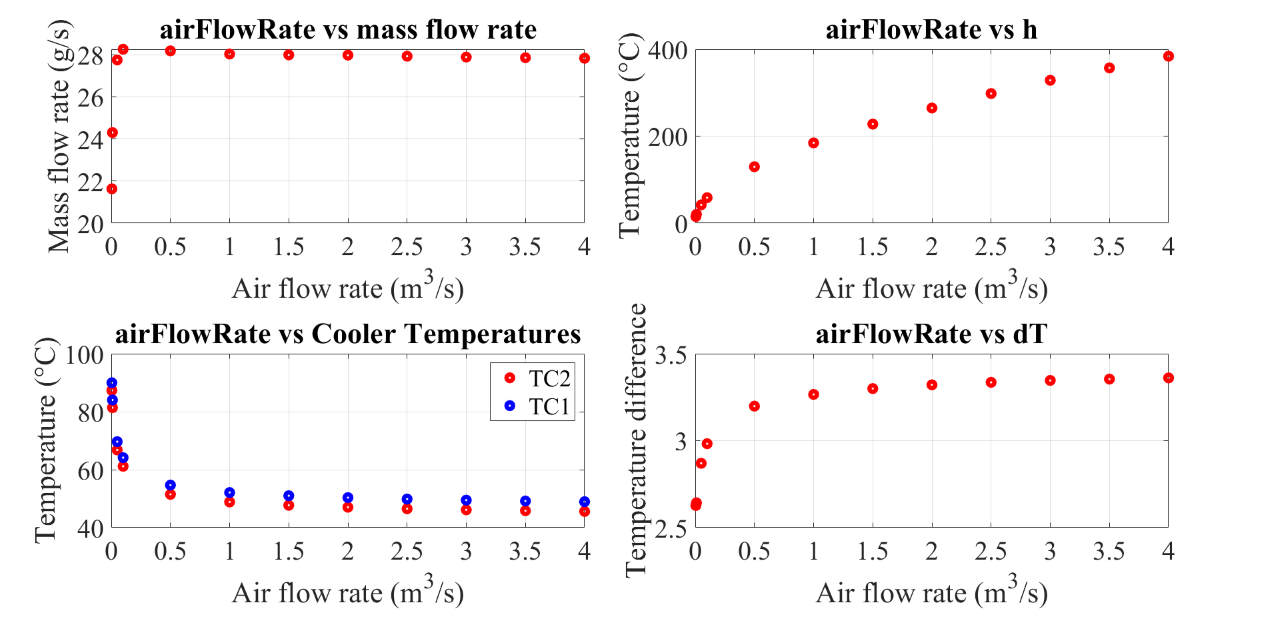 airFlowRate vs mass flow rate
Mass flow rate (g/s)
28
26
24
22
20
0 0.5 1 1.5 2 2.5 3 3.5 4
Air flow rate (m³/s)
airFlowRate vs h
Temperature (°C)
400
200
0
0 0.5 1 1.5 2 2.5 3 3.5 4
Air flow rate (m³/s)
airFlowRate vs Cooler Temperatures
Temperature (°C)
100
80
60
40
TC2
TC1
0 0.5 1 1.5 2 2.5 3 3.5 4
Air flow rate (m³/s)
airFlowRate vs dT
Temperature difference
3.5
3
2.5
0 0.5 1 1.5 2 2.5 3 3.5 4
Air flow rate (m³/s)